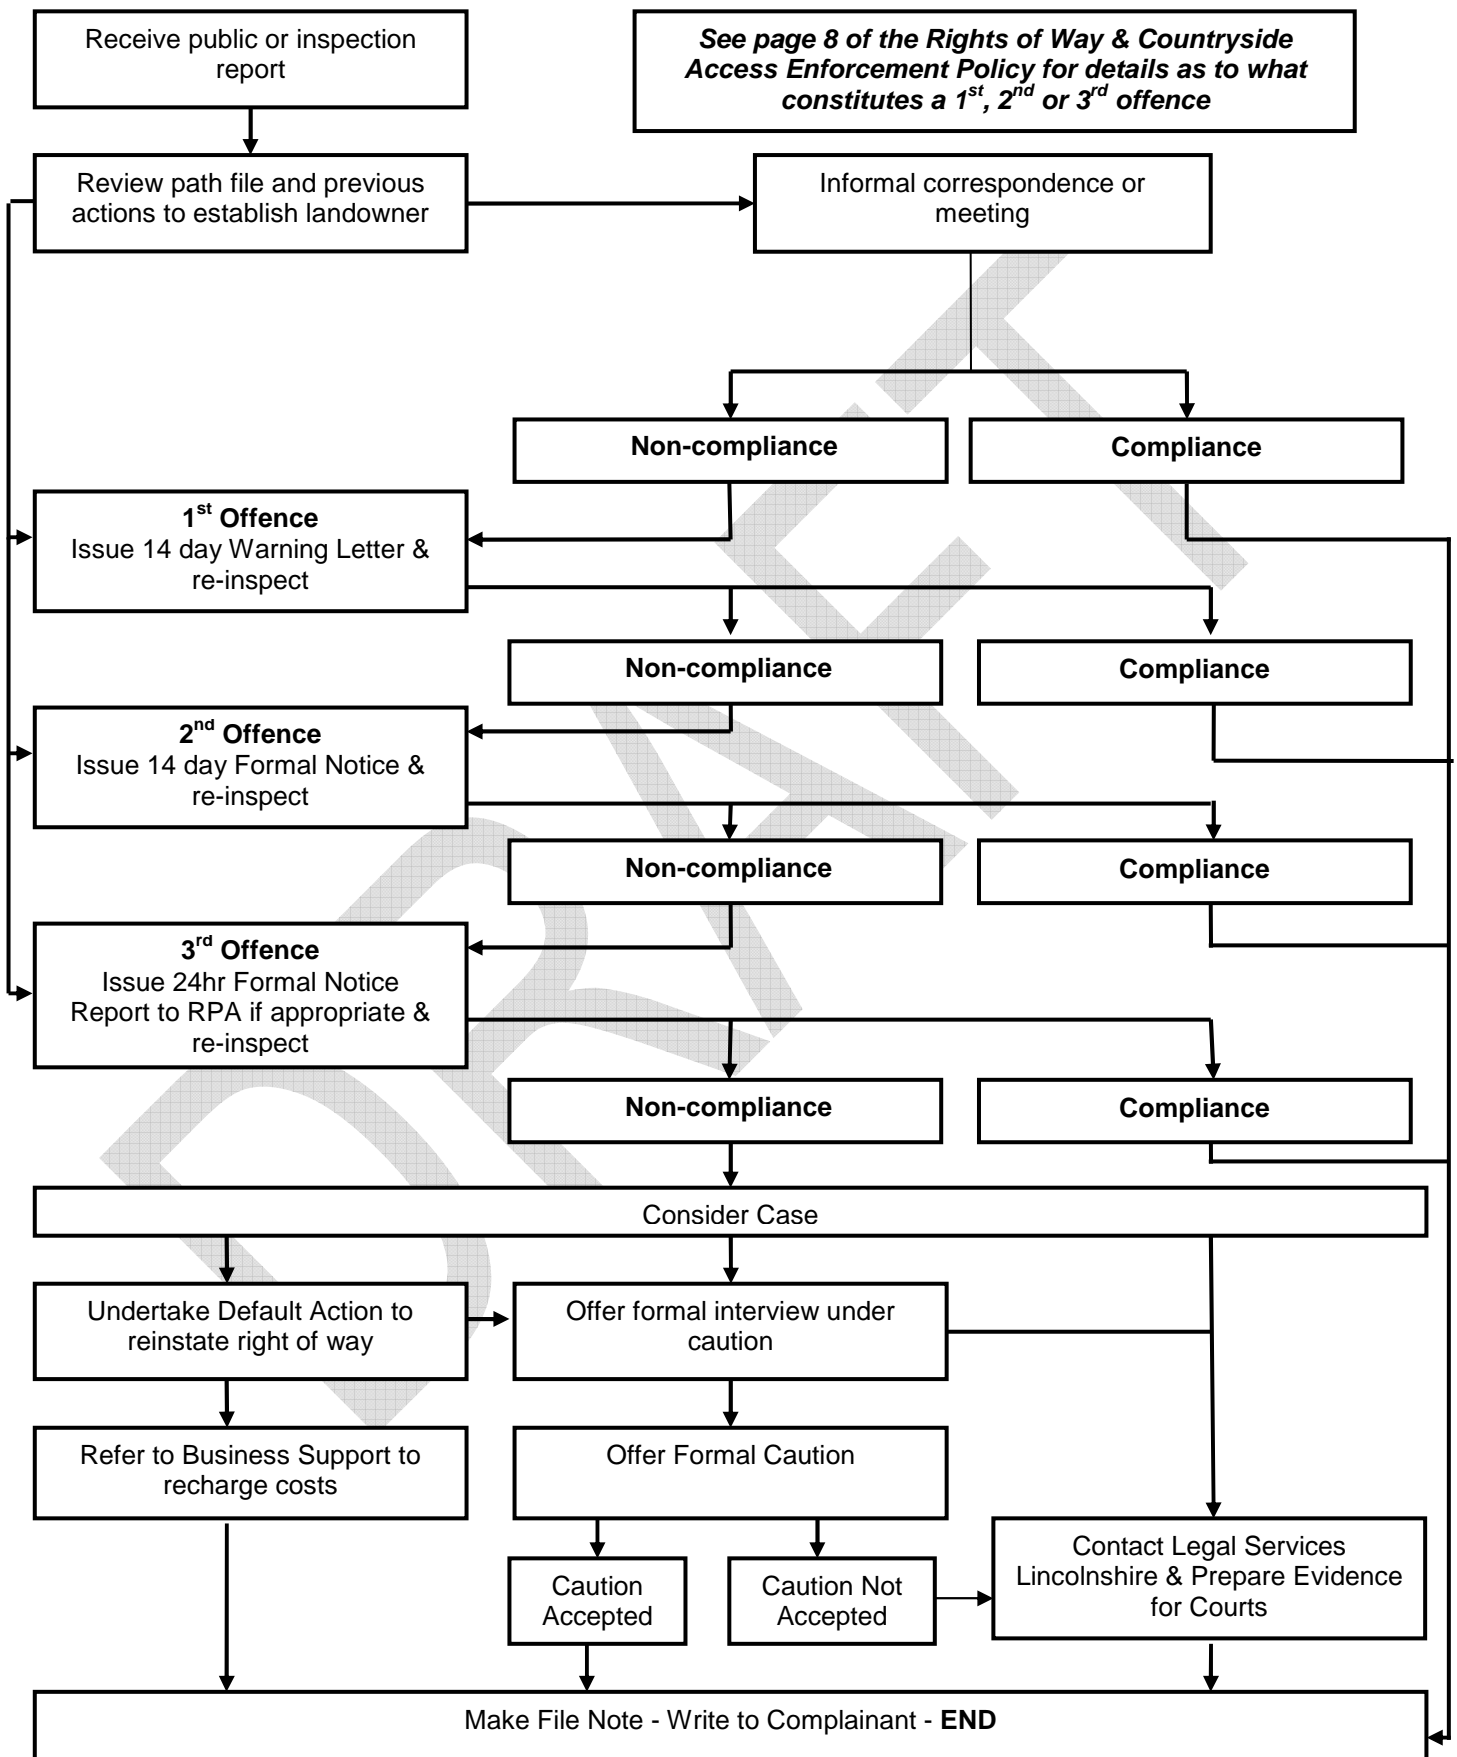 Receive public or inspection
report
See page 8 of the Rights of Way & Countryside
Access Enforcement Policy for details as to what
constitutes a 1st, 2nd or 3rd offence
Review path file and previous
actions to establish landowner
Informal correspondence or
meeting
Non-compliance
Compliance
1st Offence
Issue 14 day Warning Letter &
re-inspect
Non-compliance
Compliance
2nd Offence
Issue 14 day Formal Notice &
re-inspect
Non-compliance
Compliance
3rd Offence
Issue 24hr Formal Notice
Report to RPA if appropriate &
re-inspect
Non-compliance
Compliance
Consider Case
Undertake Default Action to
reinstate right of way
Offer formal interview under
caution
Refer to Business Support to
recharge costs
Offer Formal Caution
Caution
Accepted
Caution Not
Accepted
Contact Legal Services
Lincolnshire & Prepare Evidence
for Courts
Make File Note - Write to Complainant - END
DRAFT